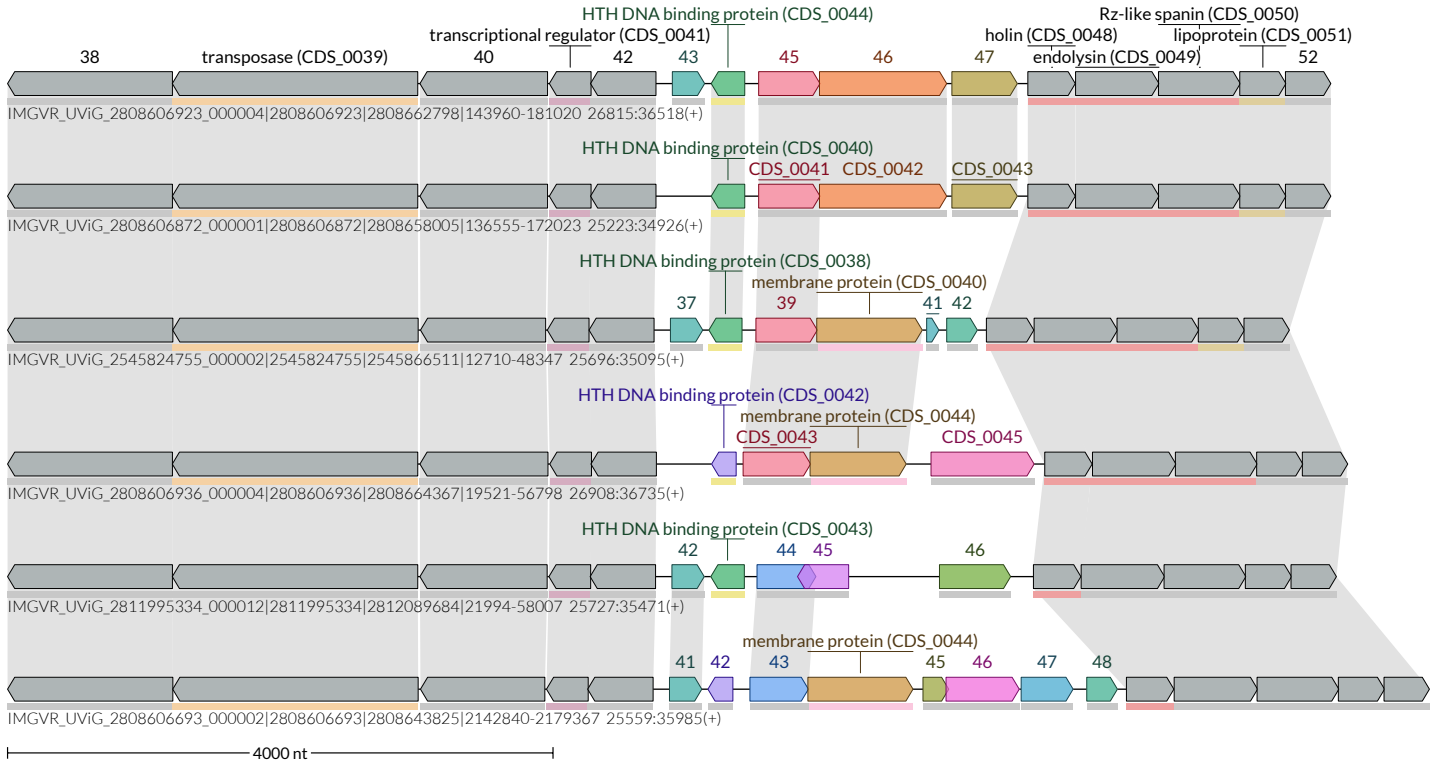 HTH DNA binding protein (CDS_0044)
Rz-like spanin (CDS_0050)
transcriptional regulator (CDS_0041)
holin (CDS_0048)
lipoprotein (CDS_0051)
38 transposase (CDS_0039) 40 42 43 45 46 47 endolysin (CDS_0049) 52
IMGVR_UViG_2808606923_000004|2808606923|2808662798|143960-181020 26815:36518(+)
HTH DNA binding protein (CDS_0040)
CDS_0041 CDS_0042 CDS_0043
IMGVR_UViG_2808606872_000001|2808606872|2808658005|136555-172023 25223:34926(+)
HTH DNA binding protein (CDS_0038)
membrane protein (CDS_0040)
37 39 41 42
IMGVR_UViG_2545824755_000002|2545824755|2545866511|12710-48347 25696:35095(+)
HTH DNA binding protein (CDS_0042)
membrane protein (CDS_0044)
CDS_0043 CDS_0045
IMGVR_UViG_2808606936_000004|2808606936|2808664367|19521-56798 26908:36735(+)
HTH DNA binding protein (CDS_0043)
42 44 45 46
IMGVR_UViG_2811995334_000012|2811995334|2812089684|21994-58007 25727:35471(+)
membrane protein (CDS_0044)
41 42 43 45 46 47 48
IMGVR_UViG_2808606693_000002|2808606693|2808643825|2142840-2179367 25559:35985(+)
4000 nt